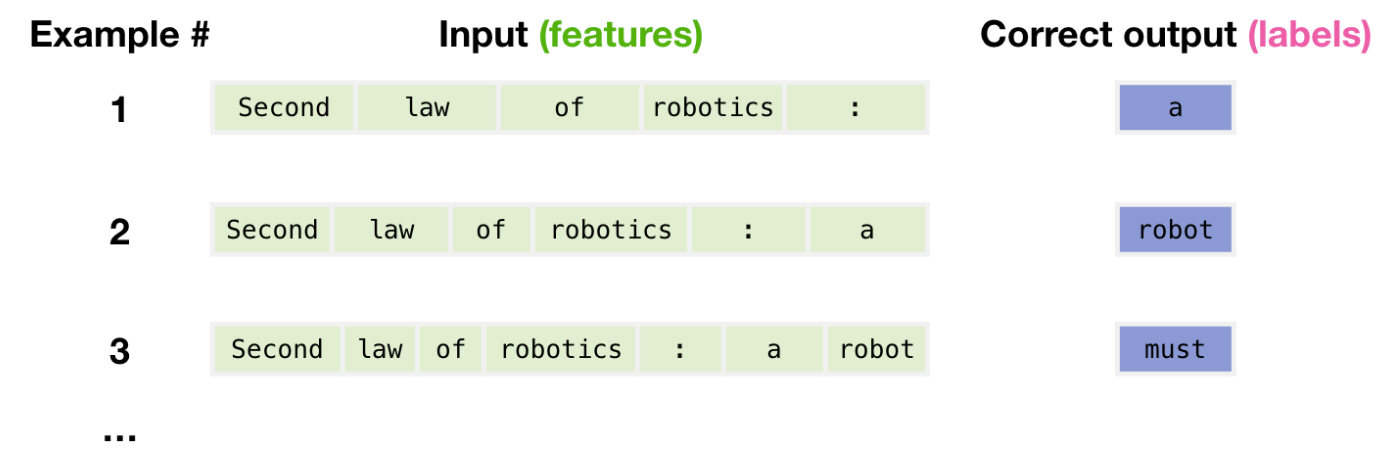 Example # Input (features) Correct output (labels)
1 Second law of robotics : a
2 Second law of robotics : a robot
3 Second law of robotics : a robot must
...